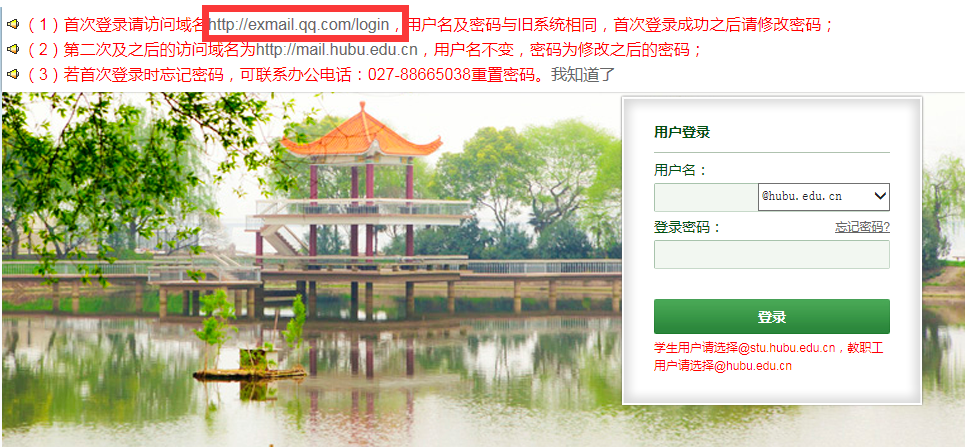 （1）首次登录请访问域名http://exmail.qq.com/login，用户名及密码与旧系统相同，首次登录成功之后请修改密码；
（2）第二次及之后的访问域名为http://mail.hubu.edu.cn，用户名不变，密码为修改之后的密码；
（3）若首次登录时忘记密码，可联系办公电话：027-88665038重置密码。我知道了
用户登录
用户名：
@hubu.edu.cn
登录密码： 忘记密码?
登录
学生用户请选择@stu.hubu.edu.cn，教职工
用户请选择@hubu.edu.cn